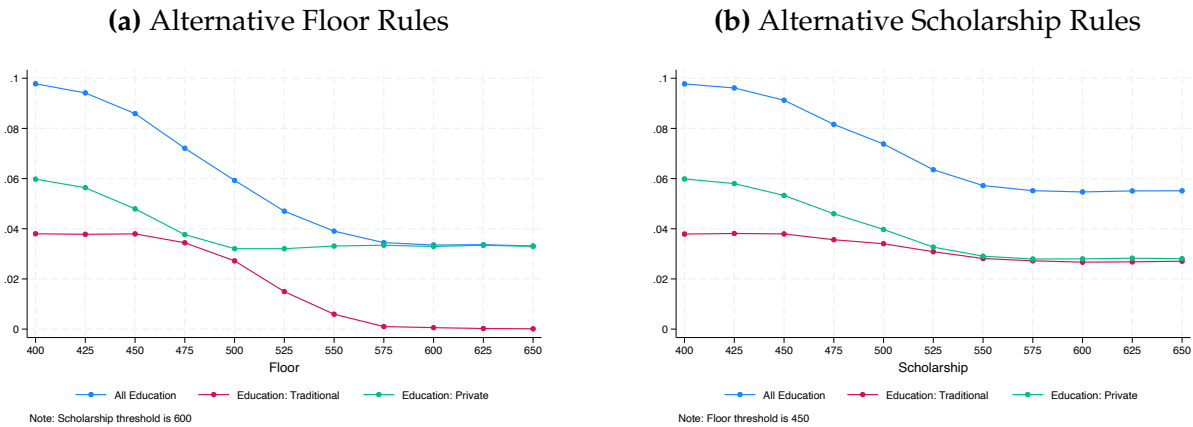 (a) Alternative Floor Rules
.1
.08
.06
.04
.02
0
400 425 450 475 500 525 550 575 600 625 650
Floor
All Education Education: Traditional Education: Private
Note: Scholarship threshold is 600
(b) Alternative Scholarship Rules
.1
.08
.06
.04
.02
0
400 425 450 475 500 525 550 575 600 625 650
Scholarship
All Education Education: Traditional Education: Private
Note: Floor threshold is 450